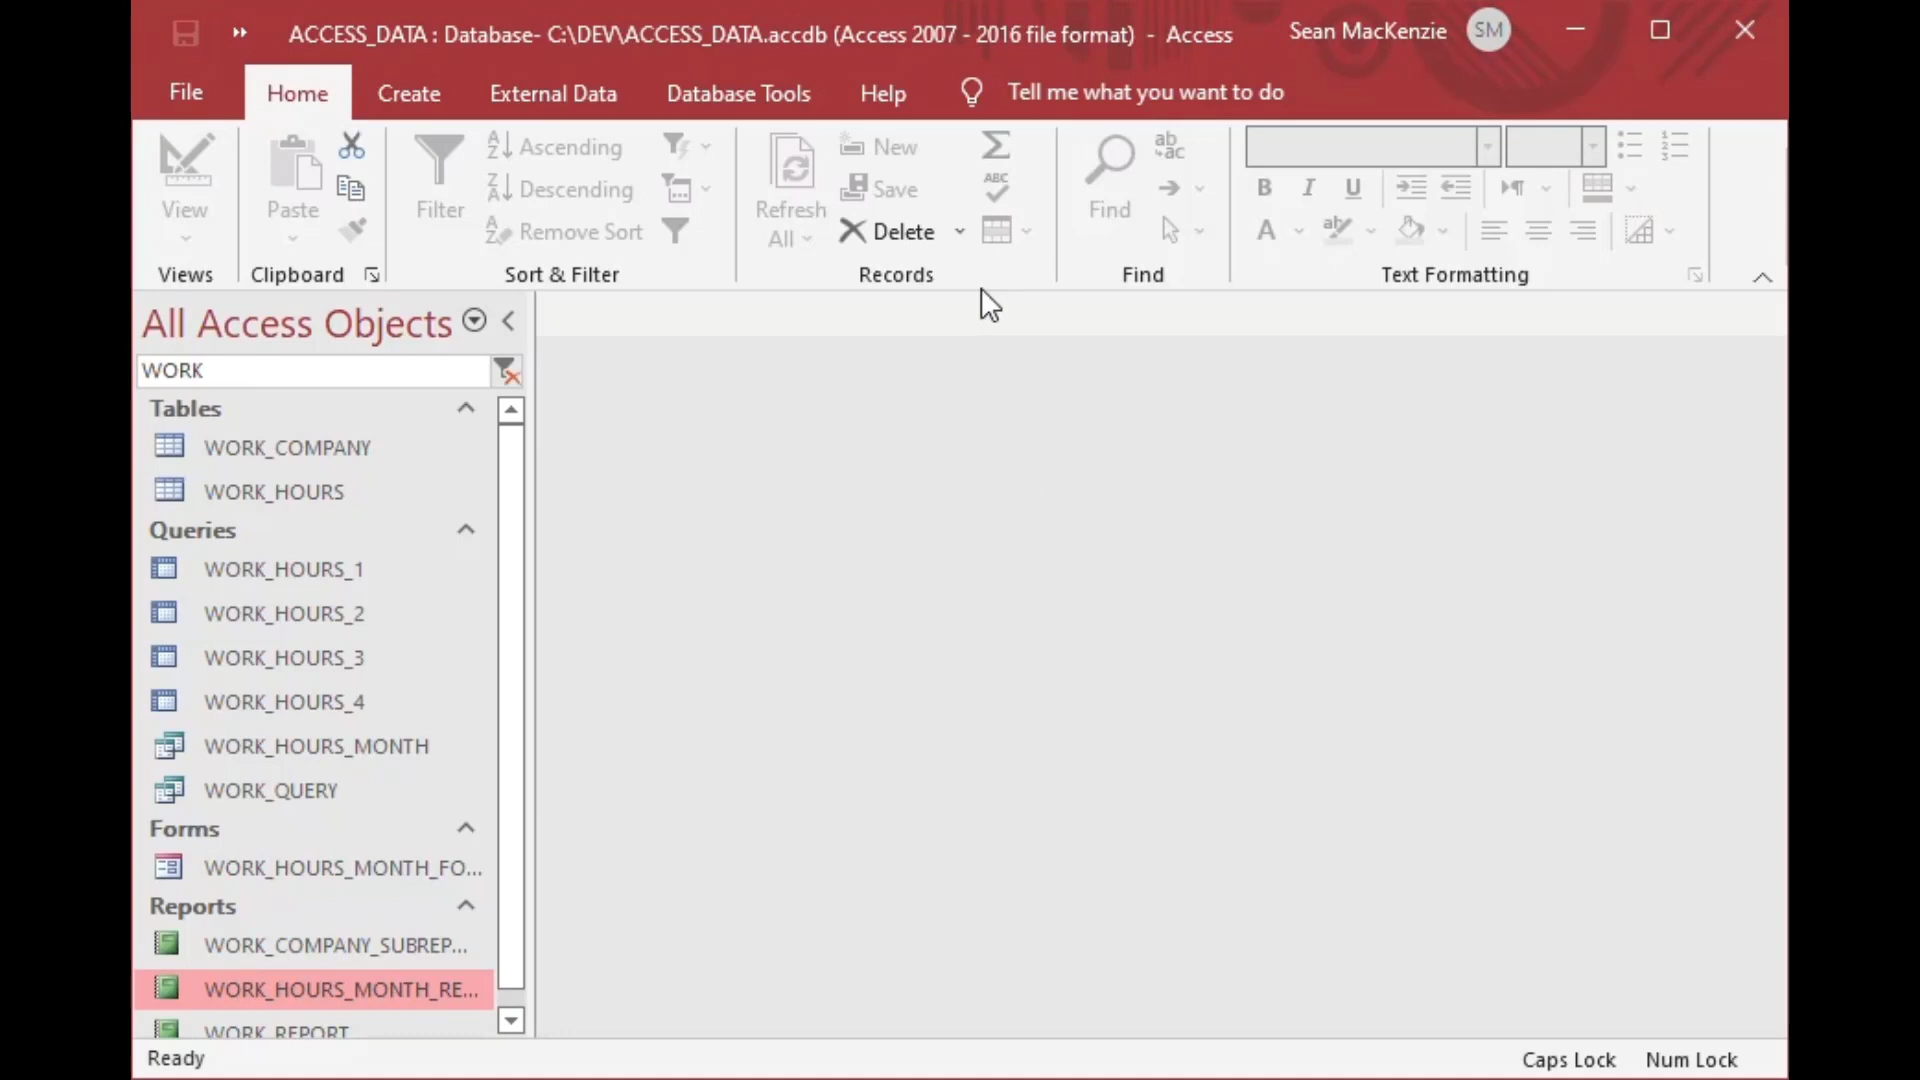 ACCESS_DATA : Database- C:\DEV\ACCESS_DATA.accdb (Access 2007 - 2016 file format) - Access
Sean MacKenzie
SM
File
Home
Create
External Data
Database Tools
Help
Tell me what you want to do
View
Views
Paste
Clipboard
Filter
Ascending
Descending
Remove Sort
Sort & Filter
Refresh
All
New
Save
Delete
Records
Find
Find
Text Formatting
All Access Objects
WORK
Tables
WORK_COMPANY
WORK_HOURS
Queries
WORK_HOURS_1
WORK_HOURS_2
WORK_HOURS_3
WORK_HOURS_4
WORK_HOURS_MONTH
WORK_QUERY
Forms
WORK_HOURS_MONTH_FO...
Reports
WORK_COMPANY_SUBREP...
WORK_HOURS_MONTH_RE...
WORK_REPORT
Ready
Caps Lock
Num Lock